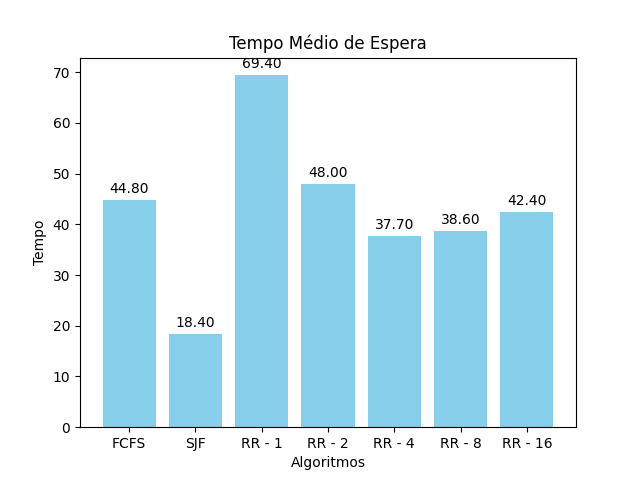 Tempo Médio de Espera
70
60
50
40
30
20
10
0
Tempo
44.80
18.40
69.40
48.00
37.70
38.60
42.40
FCFS
SJF
RR - 1
RR - 2
RR - 4
RR - 8
RR - 16
Algoritmos